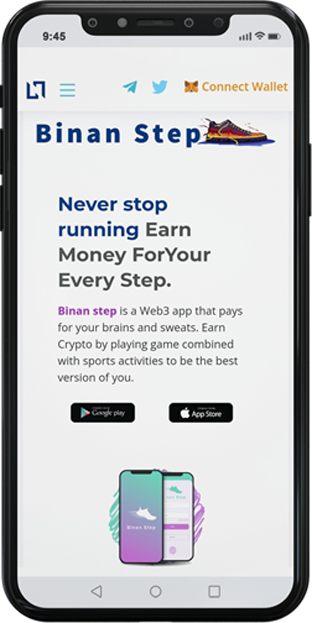 9:45
Connect Wallet
Binan Step
Never stop
running Earn
Money ForYour
Every Step.
Binan step is a Web3 app that pays
for your brains and sweats. Earn
Crypto by playing game combined
with sports activities to be the best
version of you.
Google play
App Store
Binan Step